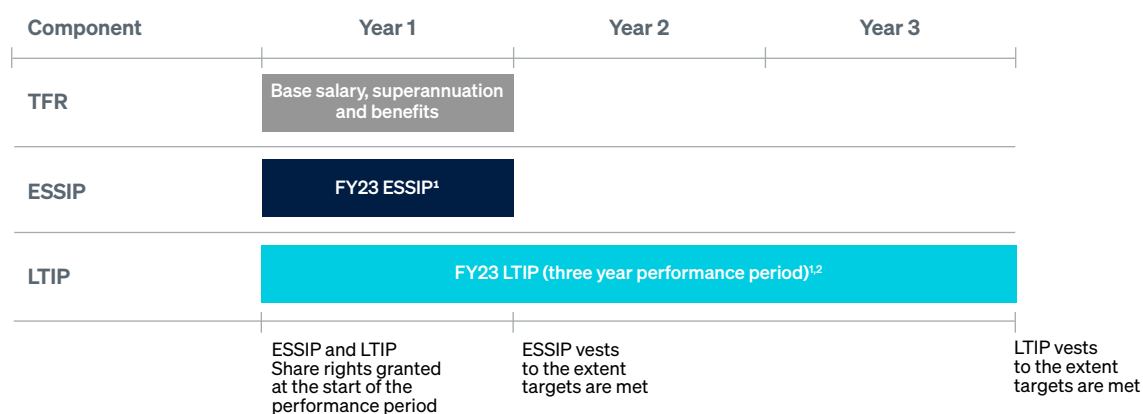 Component Year 1 Year 2 Year 3
TFR
Base salary, superannuation
and benefits
ESSIP
FY23 ESSIP¹
LTIP
FY23 LTIP (three year performance period)¹,²
ESSIP and LTIP
Share rights granted
at the start of the
performance period
ESSIP vests
to the extent
targets are met
LTIP vests
to the extent
targets are met